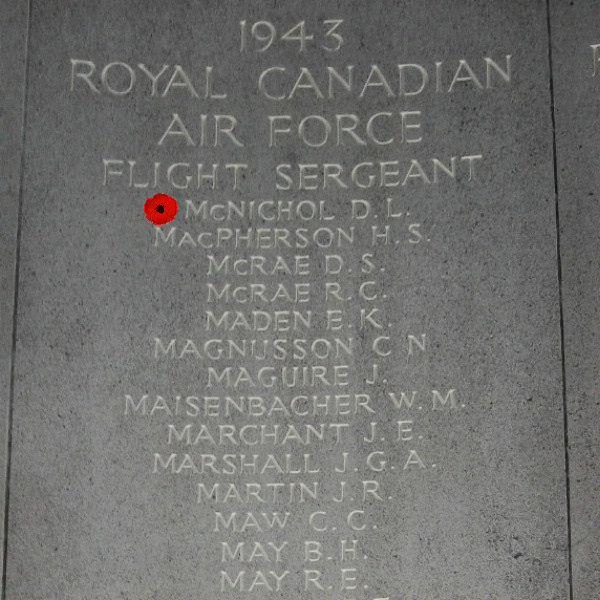 1943
ROYAL CANADIAN
AIR FORCE
FLIGHT SERGEANT
McNICHOL D.L.
MacPHERSON H.S.
McRAE D.S.
McRAE R.C.
MADEN E.K.
MAGNUSSON C N
MAGUIRE J.
MAISENBACHER W.M.
MARCHANT J.E.
MARSHALL J.G.A.
MARTIN J.R.
MAW C.C.
MAY B.H.
MAY R.E.